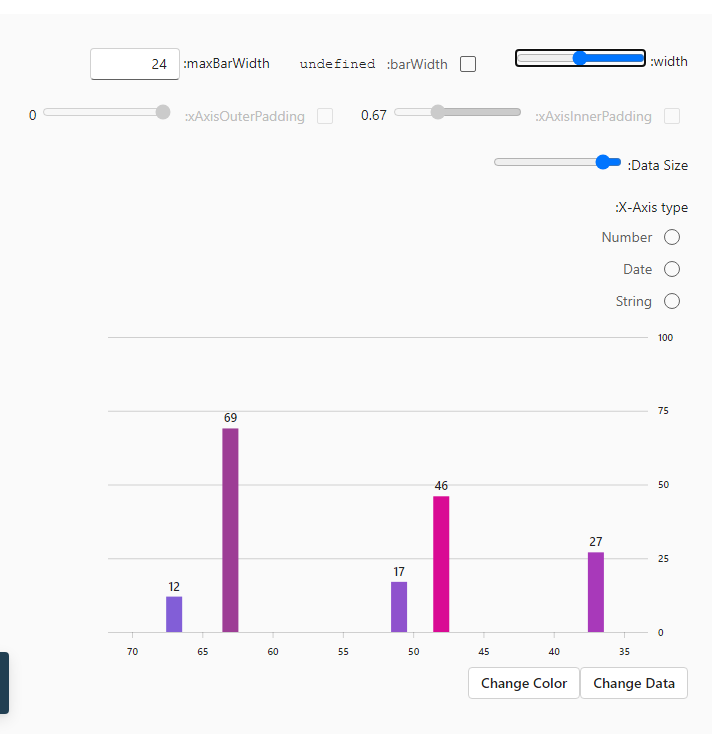 :width
:barWidth undefined
:maxBarWidth 24
:xAxisInnerPadding 0.67
:xAxisOuterPadding 0
:Data Size
:X-Axis type
Number
Date
String
100
75
69
50
46
27
25
17
12
0
70 65 60 55 50 45 40 35
Change Color Change Data